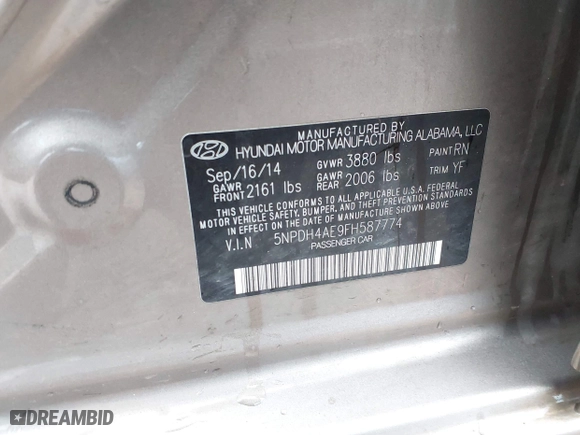 MANUFACTURED BY
HYUNDAI MOTOR MANUFACTURING ALABAMA, LLC
Sep/16/14 GVWR 3880 lbs PAINT RN
GAWR FRONT 2161 lbs GAWR REAR 2006 lbs TRIM YF
THIS VEHICLE CONFORMS TO ALL APPLICABLE U.S.A. FEDERAL
MOTOR VEHICLE SAFETY, BUMPER, AND THEFT PREVENTION
STANDARDS IN EFFECT ON THE DATE OF MANUFACTURE SHOWN ABOVE.
V.I.N 5NPDH4AE9FH587774
PASSENGER CAR
DREAMBID